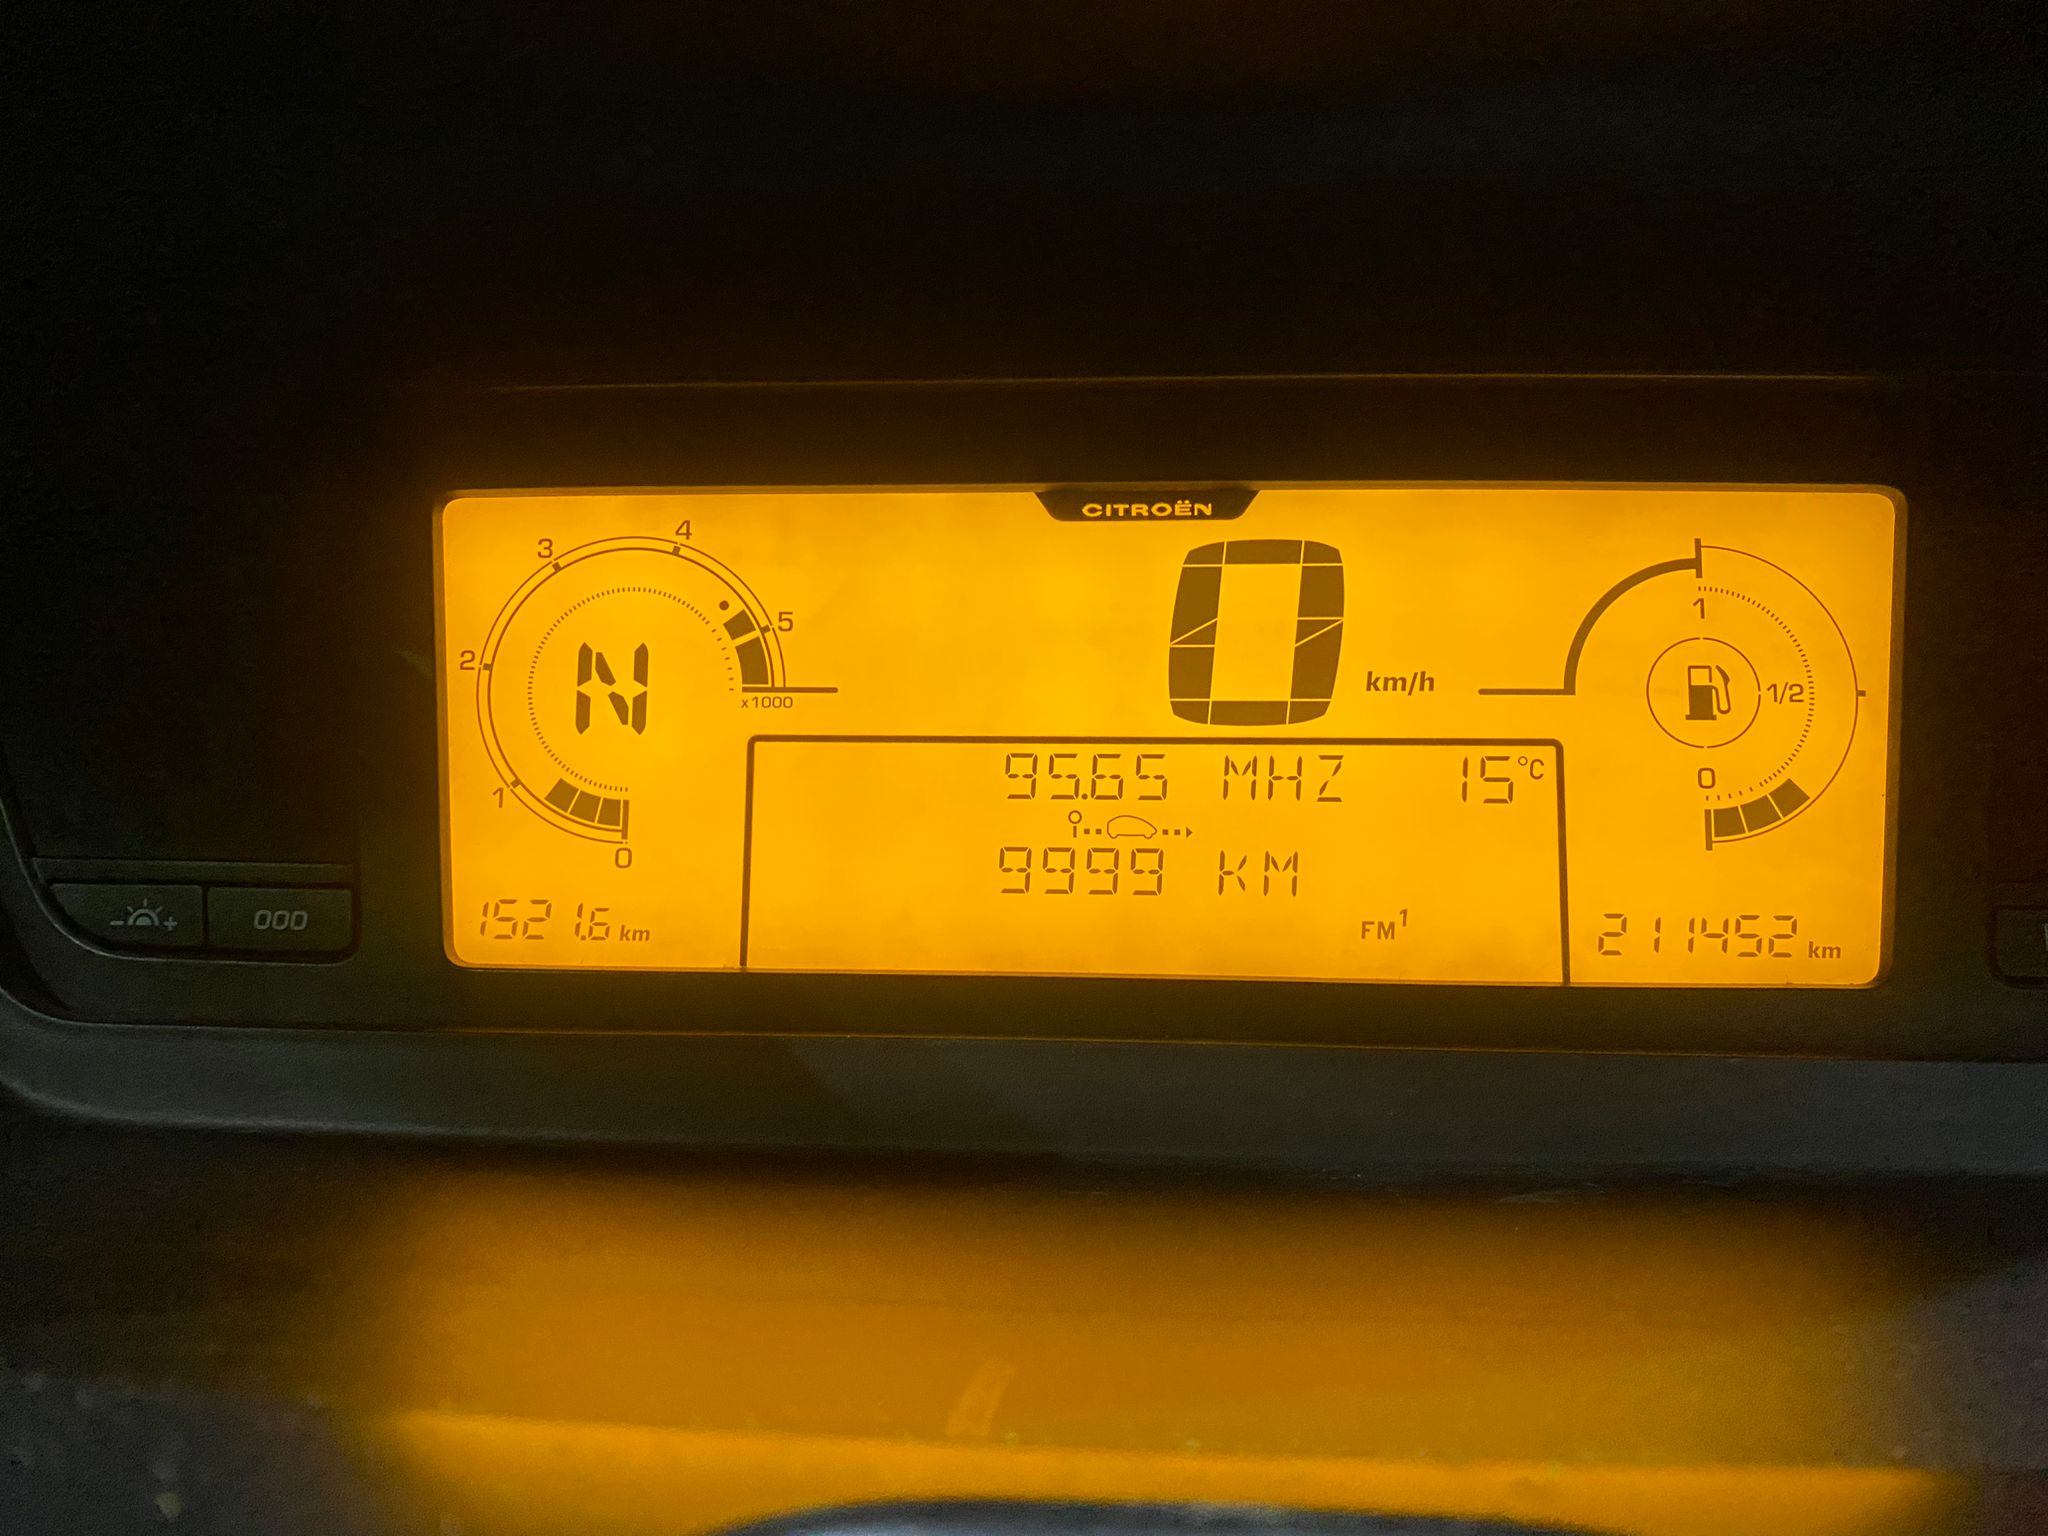 CITROËN
4
3
5
2
x1000
1
0
N
0 km/h
1
1/2
0
95.65 MHZ 15°C
9999 KM
FM1
1521.6 km
211452 km
- +
000